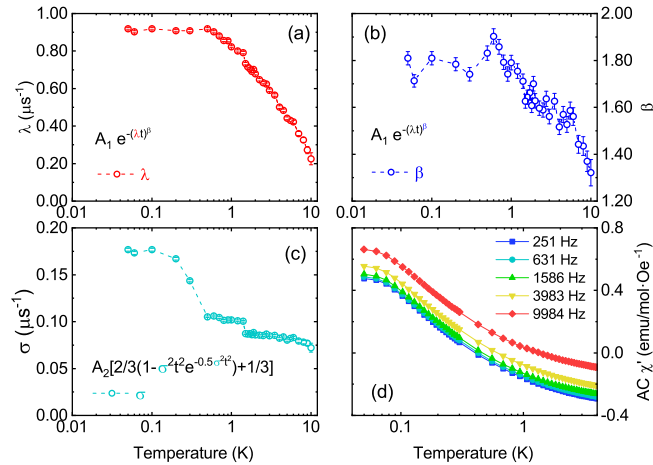 1.00
0.80
0.60
0.40
0.20
0.00
λ (μs⁻¹)
(a)
A₁ e^-(λt)^β
λ
0.01 0.1 1 10
(b)
A₁ e^-(λt)^β
β
2.00
1.80
1.60
1.40
1.20
β
0.01 0.1 1 10
0.20
0.15
0.10
0.05
0.00
σ (μs⁻¹)
(c)
A₂[2/3(1-σ²t²e^-0.5σ²t²)+1/3]
σ
0.01 0.1 1 10
Temperature (K)
251 Hz
631 Hz
1586 Hz
3983 Hz
9984 Hz
(d)
0.8
0.4
0.0
-0.4
AC χ' (emu/mol·Oe⁻¹)
0.1 1
Temperature (K)